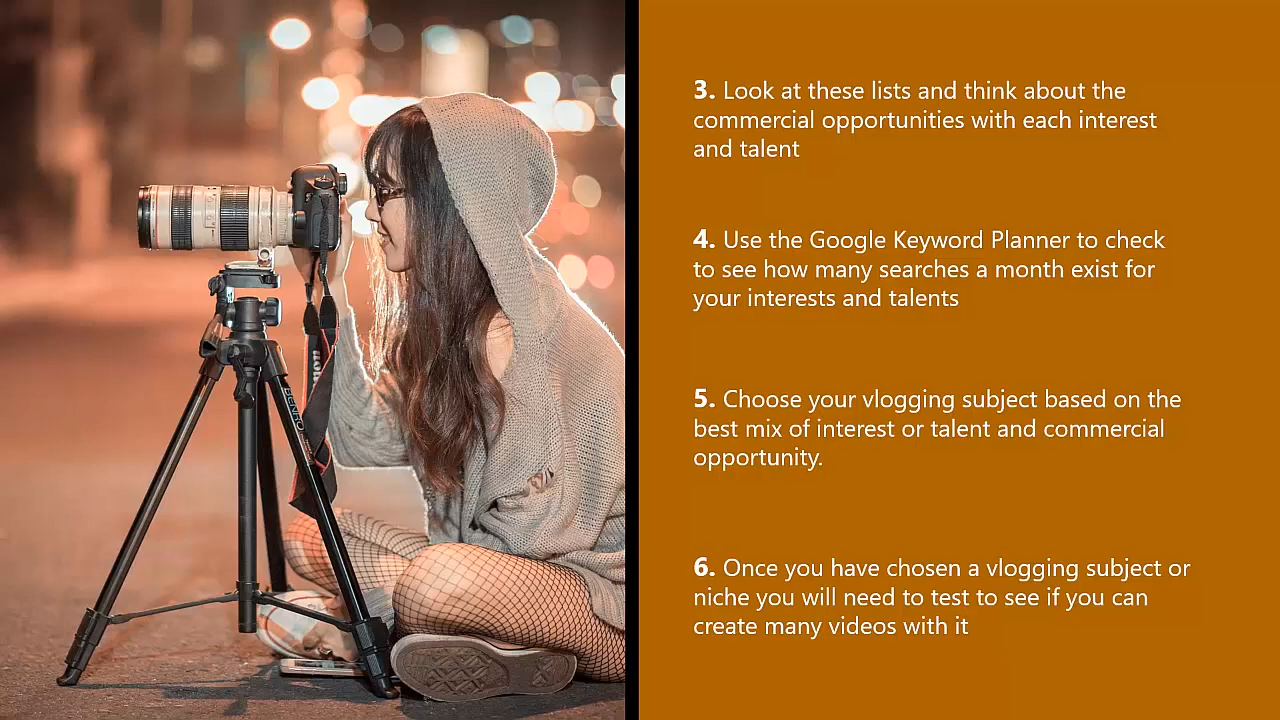 3. Look at these lists and think about the
commercial opportunities with each interest
and talent
4. Use the Google Keyword Planner to check
to see how many searches a month exist for
your interests and talents
5. Choose your vlogging subject based on the
best mix of interest or talent and commercial
opportunity.
6. Once you have chosen a vlogging subject or
niche you will need to test to see if you can
create many videos with it
BENRO